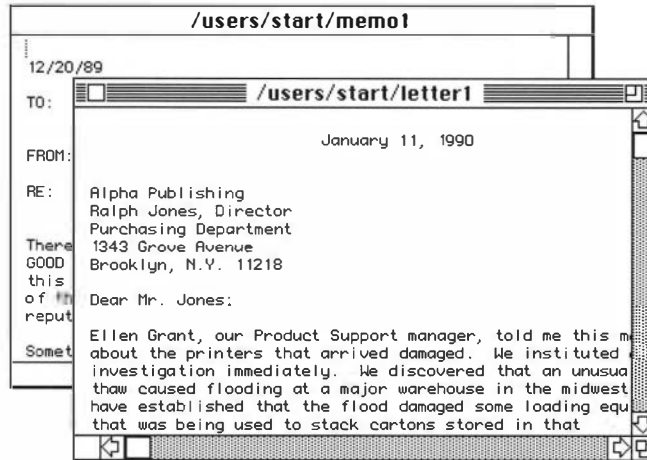 /users/start/memo1
12/20/89
TO:
FROM:
RE:
There
GOOD
this
of
reput
Somet
/users/start/letter1
January 11, 1990
Alpha Publishing
Ralph Jones, Director
Purchasing Department
1343 Grove Avenue
Brooklyn, N.Y. 11218
Dear Mr. Jones:
Ellen Grant, our Product Support manager, told me this m
about the printers that arrived damaged. We instituted
investigation immediately. We discovered that an unusua
thaw caused flooding at a major warehouse in the midwest
have established that the flood damaged some loading equ
that was being used to stack cartons stored in that